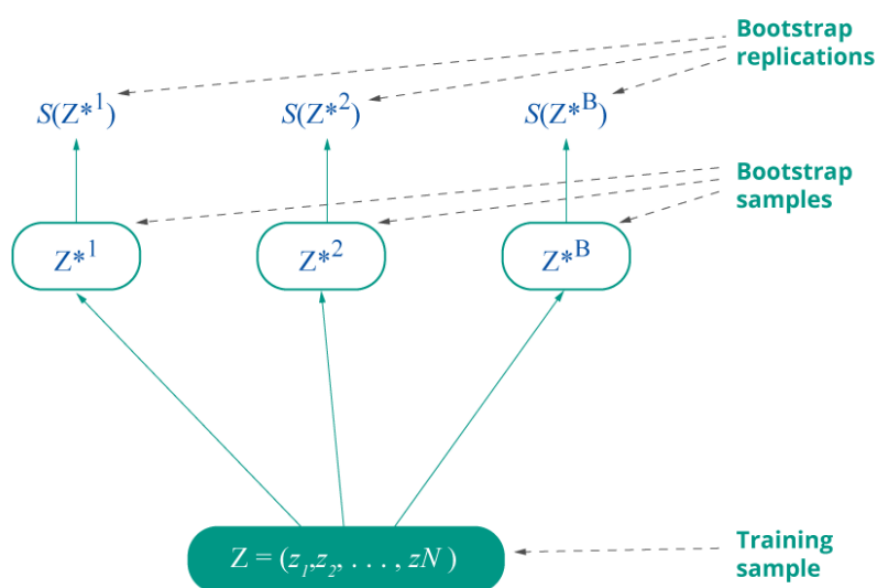 Bootstrap
replications
S(Z*1) S(Z*2) S(Z*B)
Bootstrap
samples
Z*1 Z*2 Z*B
Z = (z1,z2, . . . , zN )
Training
sample